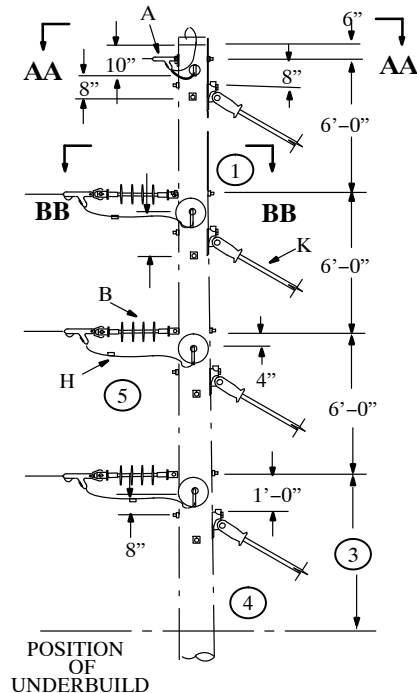 A
6”
AA
AA
10”
8”
8”
6’−0”
1
BB
BB
K
6’−0”
B
H
5
4”
6’−0”
1’−0”
8”
3
4
POSITION
OF
UNDERBUILD